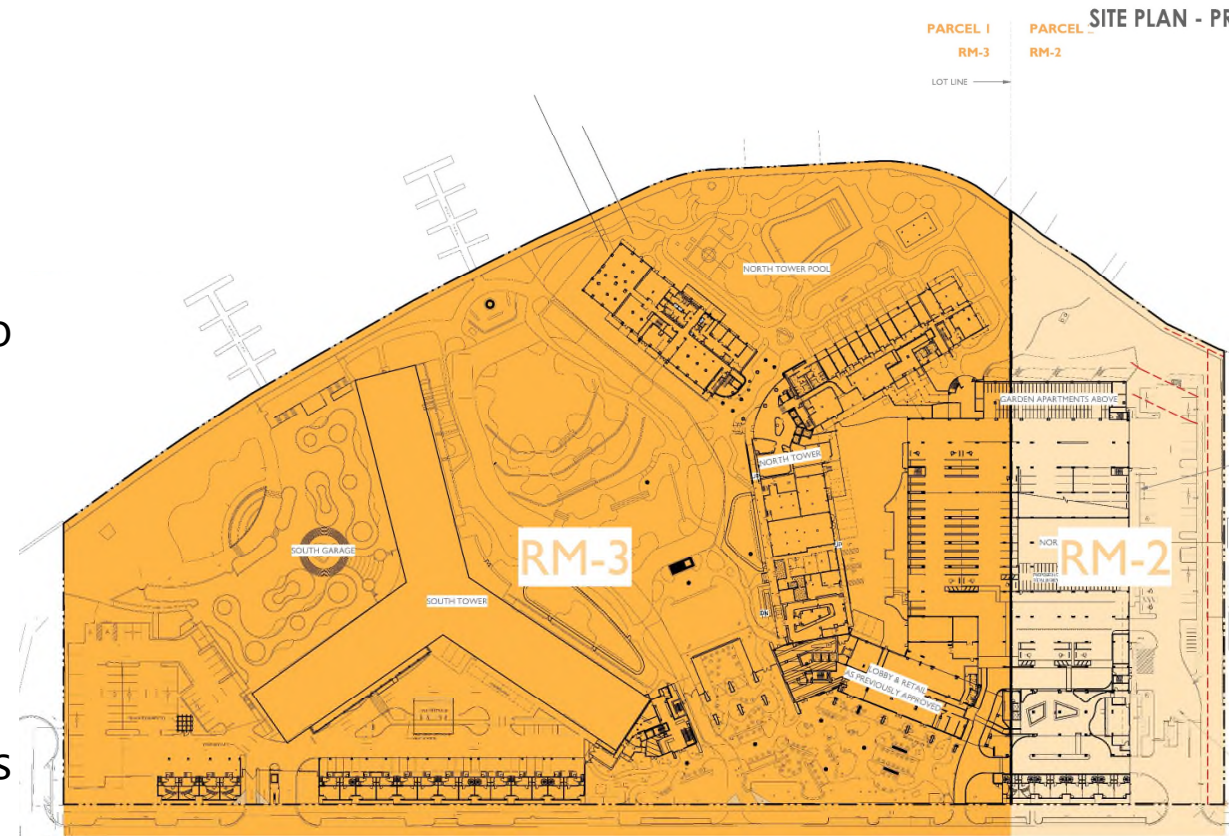 SITE PLAN - PR
PARCEL 1
PARCEL
RM-3
RM-2
LOT LINE
NORTH TOWER POOL
GARDEN APARTMENTS ABOVE
NORTH TOWER
SOUTH GARAGE
RM-3
NOR
RM-2
SOUTH TOWER
DN
LOBBY & RETAIL
AS PREVIOUSLY APPROVED
s